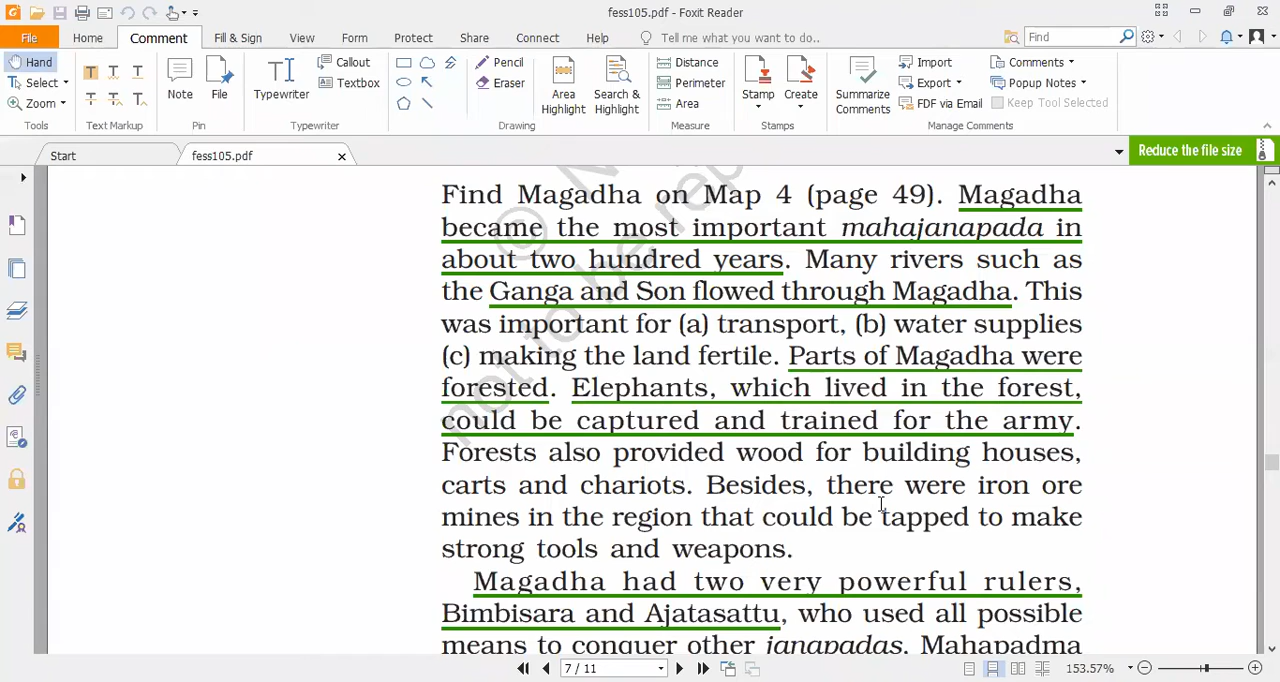 fess105.pdf - Foxit Reader
File Home Comment Fill & Sign View Form Protect Share Connect Help Tell me what you want to do.. Find
Hand
Select
Zoom
Tools
Text Markup
Note
File
Pin
Typewriter
Callout
Textbox
Typewriter
Pencil
Eraser
Area Highlight
Search & Highlight
Drawing
Distance
Perimeter
Area
Measure
Stamp
Create
Stamps
Summarize Comments
Import
Export
FDF via Email
Comments
Popup Notes
Keep Tool Selected
Manage Comments
Start
fess105.pdf
Reduce the file size
Find Magadha on Map 4 (page 49). Magadha
became the most important mahajanapada in
about two hundred years. Many rivers such as
the Ganga and Son flowed through Magadha. This
was important for (a) transport, (b) water supplies
(c) making the land fertile. Parts of Magadha were
forested. Elephants, which lived in the forest,
could be captured and trained for the army.
Forests also provided wood for building houses,
carts and chariots. Besides, there were iron ore
mines in the region that could be tapped to make
strong tools and weapons.
Magadha had two very powerful rulers,
Bimbisara and Ajatasattu, who used all possible
means to conquer other janapadas. Mahapadma
not to be rep
7 / 11
153.57%